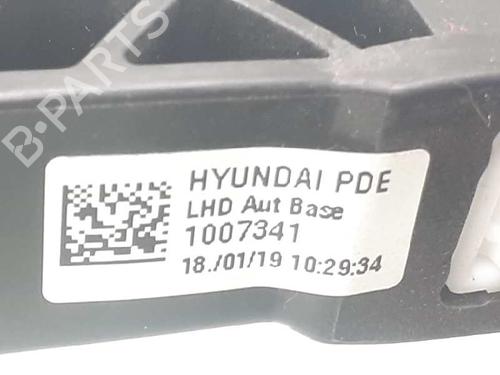 B-PARTS
HYUNDAI PDE
LHD Aut Base
1007341
18./01/19 10:29:34